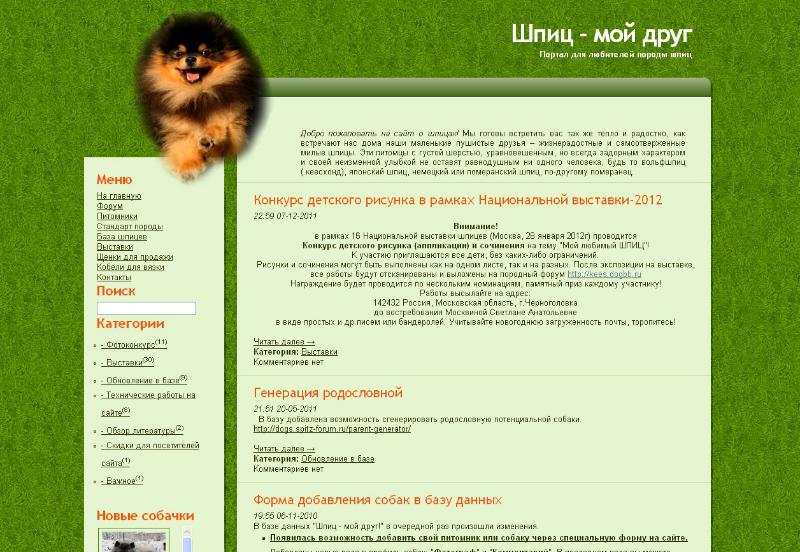 Шпиц - мой друг
Портал для любителей породы шпиц
Добро пожаловать на сайт о шпицах! Мы готовы встретить вас так же тепло и радостно, как
встречают нас дома наши маленькие пушистые друзья – жизнерадостные и самоотверженные
милые шпицы. Эти питомцы с густой шерстью, уравновешенным, но всегда задорным характером
и своей неизменной улыбкой не оставят равнодушным ни одного человека, будь то вольфшпиц
( кеесхонд), японский шпиц, немецкий или померанский шпиц, по-другому померанец.
Меню
На главную
Форум
Питомники
Стандарт породы
База шпицев
Выставки
Щенки для продажи
Кобели для вязки
Контакты
Поиск
Категории
- Фотоконкурс(11)
- Выставки(30)
- Обновление в базе(9)
- Технические работы на
сайте(8)
- Обзор литературы(2)
- Скидки для посетителей
сайта(1)
- Важное(1)
Новые собачки
Конкурс детского рисунка в рамках Национальной выставки-2012
22:59 07-12-2011
Внимание!
в рамках 16 Национальной выставки шпицев (Москва, 28 января 2012г) проводится
Конкурс детского рисунка (аппликации) и сочинения на тему "Мой любимый ШПИЦ"!
К участию приглашаются все дети, без каких-либо ограничений.
Рисунки и сочинения могут быть выполнены как на одном листе, так и на разных. После экспозиции на выставке,
все работы будут отсканированы и выложены на породный форум http://kees.dogbb.ru
Награждение будет проводится по нескольким номинациям, памятный приз каждому участнику!
Работы высылайте на адрес:
142432 Россия, Московская область, г.Черноголовка
до востребования Москвиной Светлане Анатольевне
в виде простых и др.писем или бандеролей. Учитывайте новогоднюю загруженность почты, торопитесь!
Читать далее →
Категория: Выставки
Комментариев нет
Генерация родословной
21:51 20-05-2011
В базу добавлена возможность сгенерировать родословную потенциальной собаки.
http://dogs.spitz-forum.ru/parent-generator/
Читать далее →
Категория: Обновление в базе
Комментариев нет
Форма добавления собак в базу данных
19:55 06-11-2010
В базе данных "Шпиц - мой друг!" в очередной раз произошли изменения.
Появилась возможность добавить свой питомник или собаку через специальную форму на сайте.